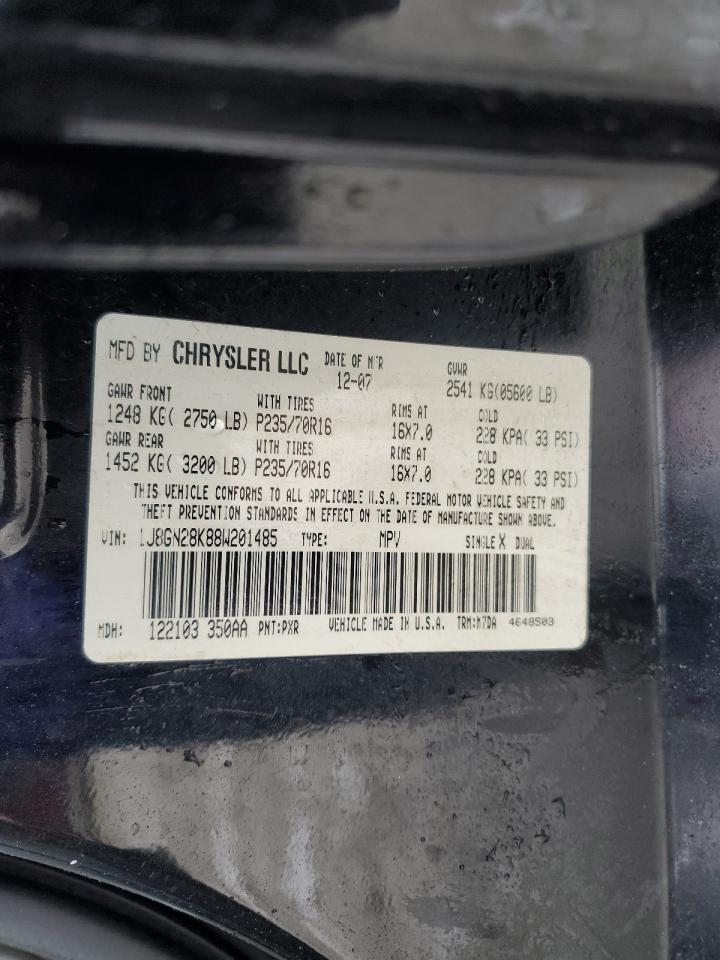 MFD BY CHRYSLER LLC DATE OF MFR 12-07 GVWR 2541 KG(05600 LB)
GAWR FRONT WITH TIRES RIMS AT COLD
1248 KG( 2750 LB) P235/70R16 16X7.0 228 KPA( 33 PSI)
GAWR REAR WITH TIRES RIMS AT COLD
1452 KG( 3200 LB) P235/70R16 16X7.0 228 KPA( 33 PSI)
THIS VEHICLE CONFORMS TO ALL APPLICABLE U.S.A. FEDERAL MOTOR VEHICLE SAFETY AND
THEFT PREVENTION STANDARDS IN EFFECT ON THE DATE OF MANUFACTURE SHOWN ABOVE.
VIN: 1J8GN28K88W201485 TYPE: MPV SINGLE X DUAL
MDH: 122103 350AA PNT:PXR VEHICLE MADE IN U.S.A. TRM:M7DA 4648503